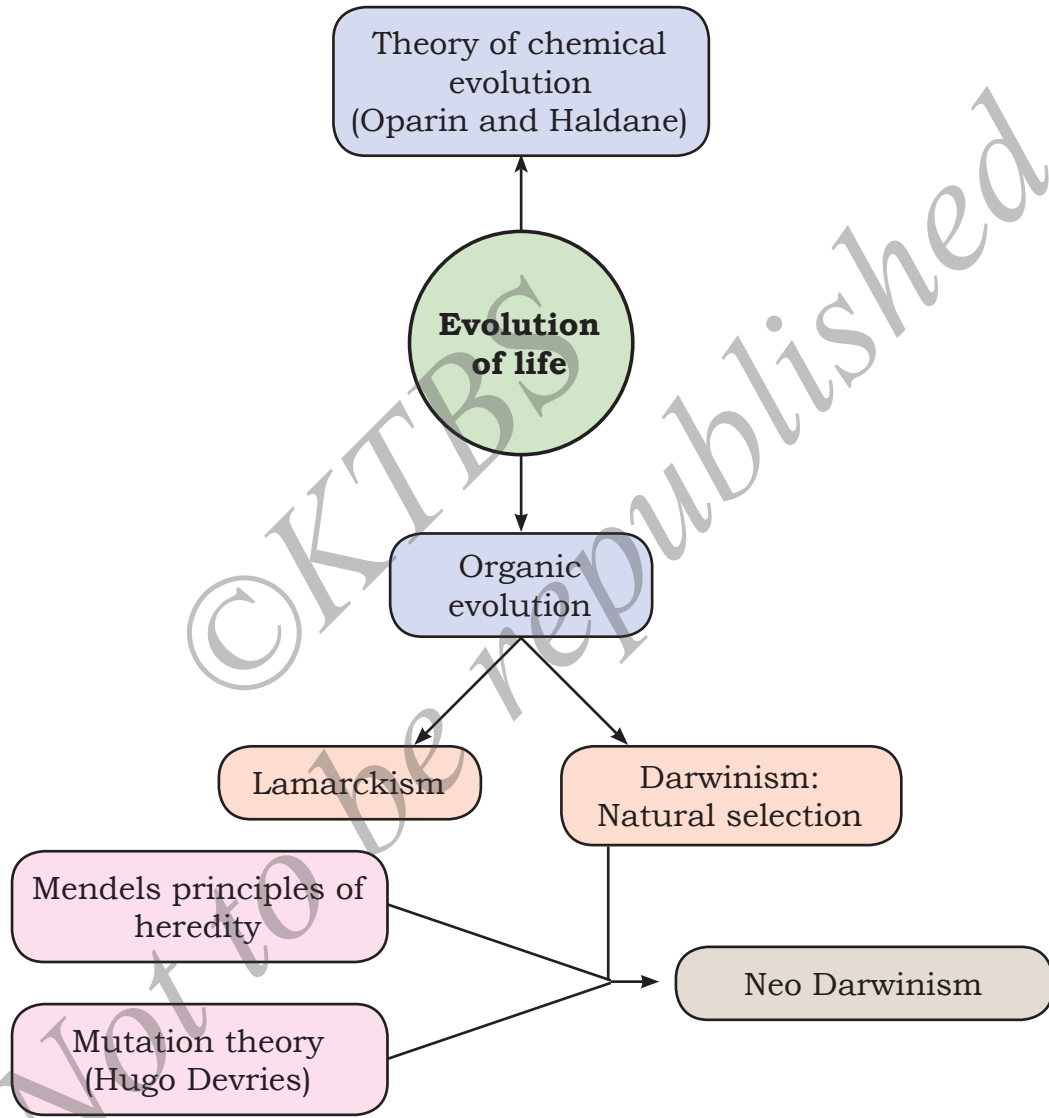 Theory of chemical
evolution
(Oparin and Haldane)
Evolution
of life
Organic
evolution
Lamarckism
Darwinism:
Natural selection
Mendels principles of
heredity
Mutation theory
(Hugo Devries)
Neo Darwinism
©KTBS
Not to be republished